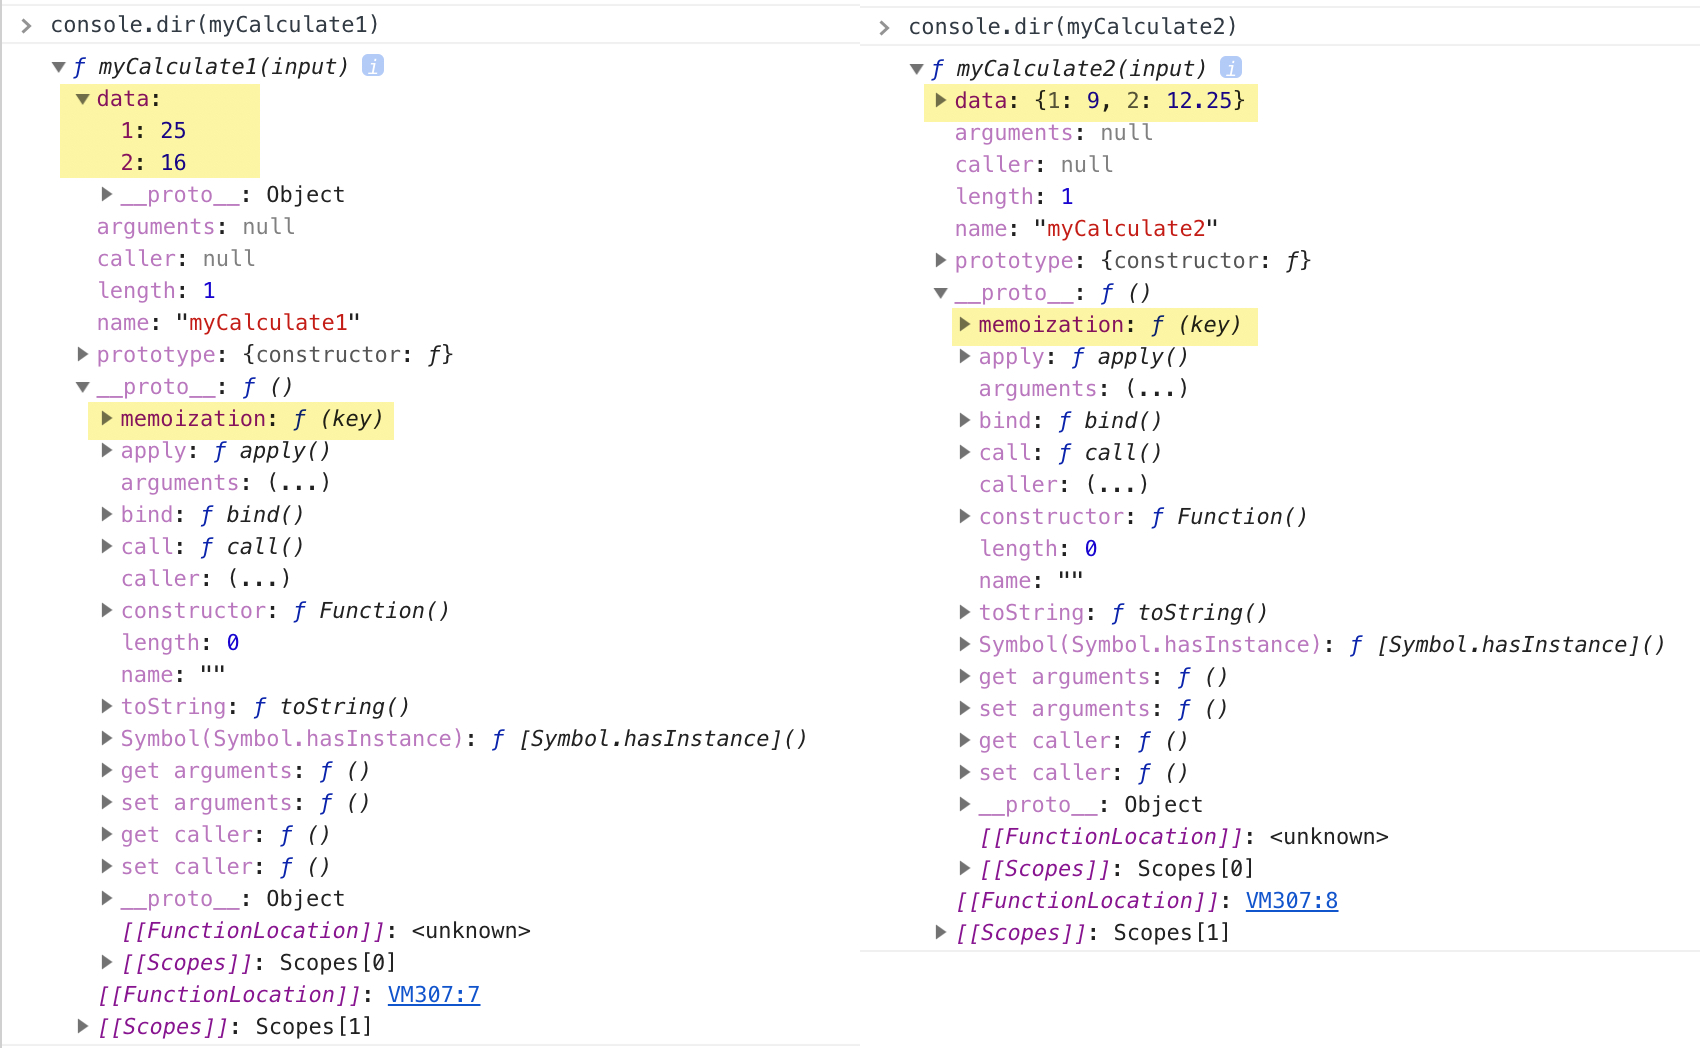 console.dir(myCalculate1)
ƒ myCalculate1(input) i
data:
1: 25
2: 16
__proto__: Object
arguments: null
caller: null
length: 1
name: "myCalculate1"
prototype: {constructor: ƒ}
__proto__: ƒ ()
memoization: ƒ (key)
apply: ƒ apply()
arguments: (...)
bind: ƒ bind()
call: ƒ call()
caller: (...)
constructor: ƒ Function()
length: 0
name: ""
toString: ƒ toString()
Symbol(Symbol.hasInstance): ƒ [Symbol.hasInstance]()
get arguments: ƒ ()
set arguments: ƒ ()
get caller: ƒ ()
set caller: ƒ ()
__proto__: Object
[[FunctionLocation]]: <unknown>
[[Scopes]]: Scopes[0]
[[FunctionLocation]]: VM307:7
[[Scopes]]: Scopes[1]
console.dir(myCalculate2)
ƒ myCalculate2(input) i
data: {1: 9, 2: 12.25}
arguments: null
caller: null
length: 1
name: "myCalculate2"
prototype: {constructor: ƒ}
__proto__: ƒ ()
memoization: ƒ (key)
apply: ƒ apply()
arguments: (...)
bind: ƒ bind()
call: ƒ call()
caller: (...)
constructor: ƒ Function()
length: 0
name: ""
toString: ƒ toString()
Symbol(Symbol.hasInstance): ƒ [Symbol.hasInstance]()
get arguments: ƒ ()
set arguments: ƒ ()
get caller: ƒ ()
set caller: ƒ ()
__proto__: Object
[[FunctionLocation]]: <unknown>
[[Scopes]]: Scopes[0]
[[FunctionLocation]]: VM307:8
[[Scopes]]: Scopes[1]